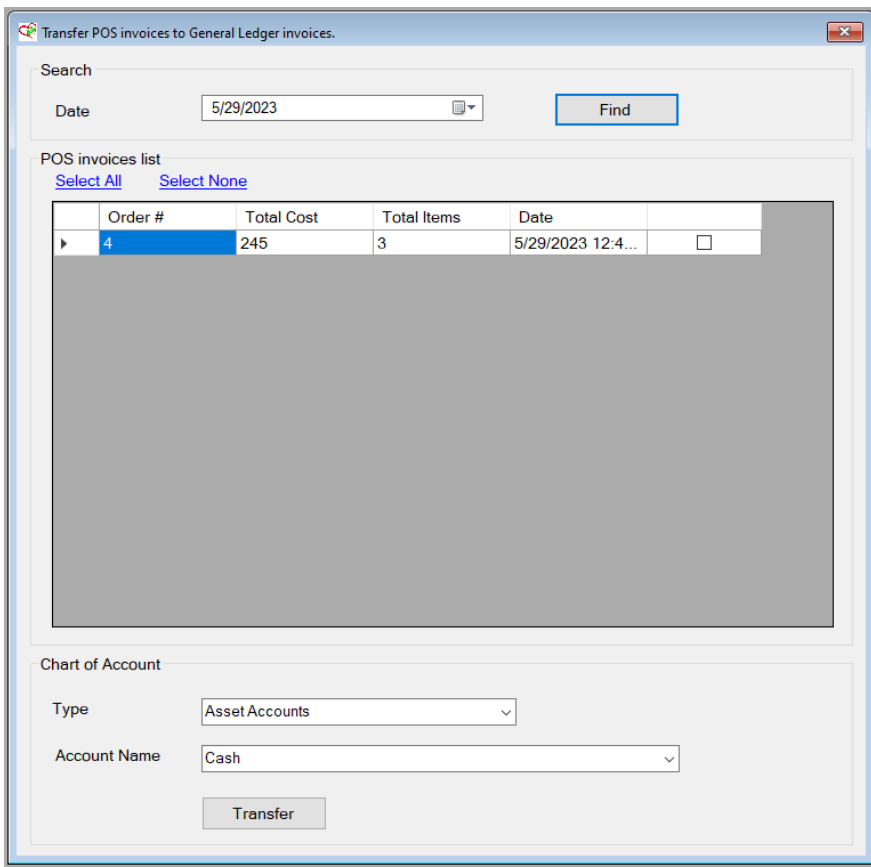 Transfer POS invoices to General Ledger invoices.
Search
Date 5/29/2023 Find
POS invoices list
Select All Select None
Order # Total Cost Total Items Date
4 245 3 5/29/2023 12:4...
Chart of Account
Type Asset Accounts
Account Name Cash
Transfer